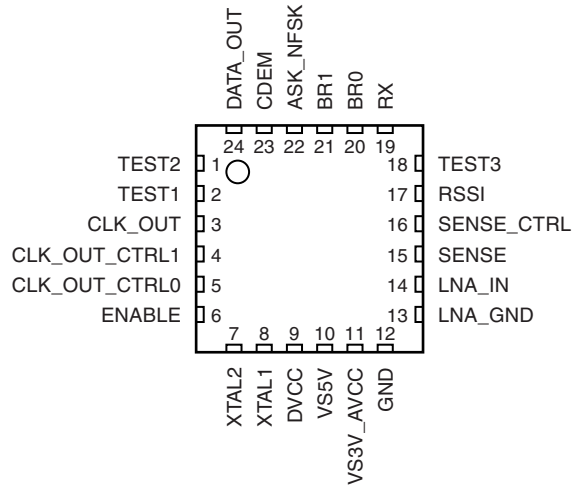 DATA_OUT
CDEM
ASK_NFSK
BR1
BR0
RX
24 23 22 21 20 19
TEST2 1 18 TEST3
TEST1 2 17 RSSI
CLK_OUT 3 16 SENSE_CTRL
CLK_OUT_CTRL1 4 15 SENSE
CLK_OUT_CTRL0 5 14 LNA_IN
ENABLE 6 13 LNA_GND
7 8 9 10 11 12
XTAL2
XTAL1
DVCC
VS5V
VS3V_AVCC
GND